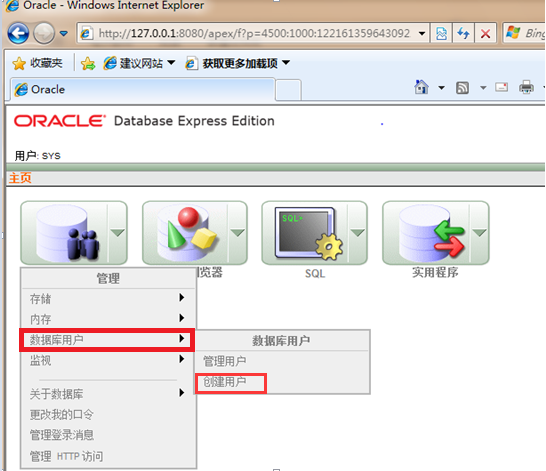 Oracle - Windows Internet Explorer
http://127.0.0.1:8080/apex/f?p=4500:1000:122161359643092
Bing
收藏夹
建议网站
获取更多加载项
Oracle
ORACLE Database Express Edition
用户: SYS
主页
SQL>
浏览器
SQL
实用程序
管理
存储
内存
数据库用户
数据库用户
管理用户
监视
创建用户
关于数据库
更改我的口令
管理登录消息
管理 HTTP 访问